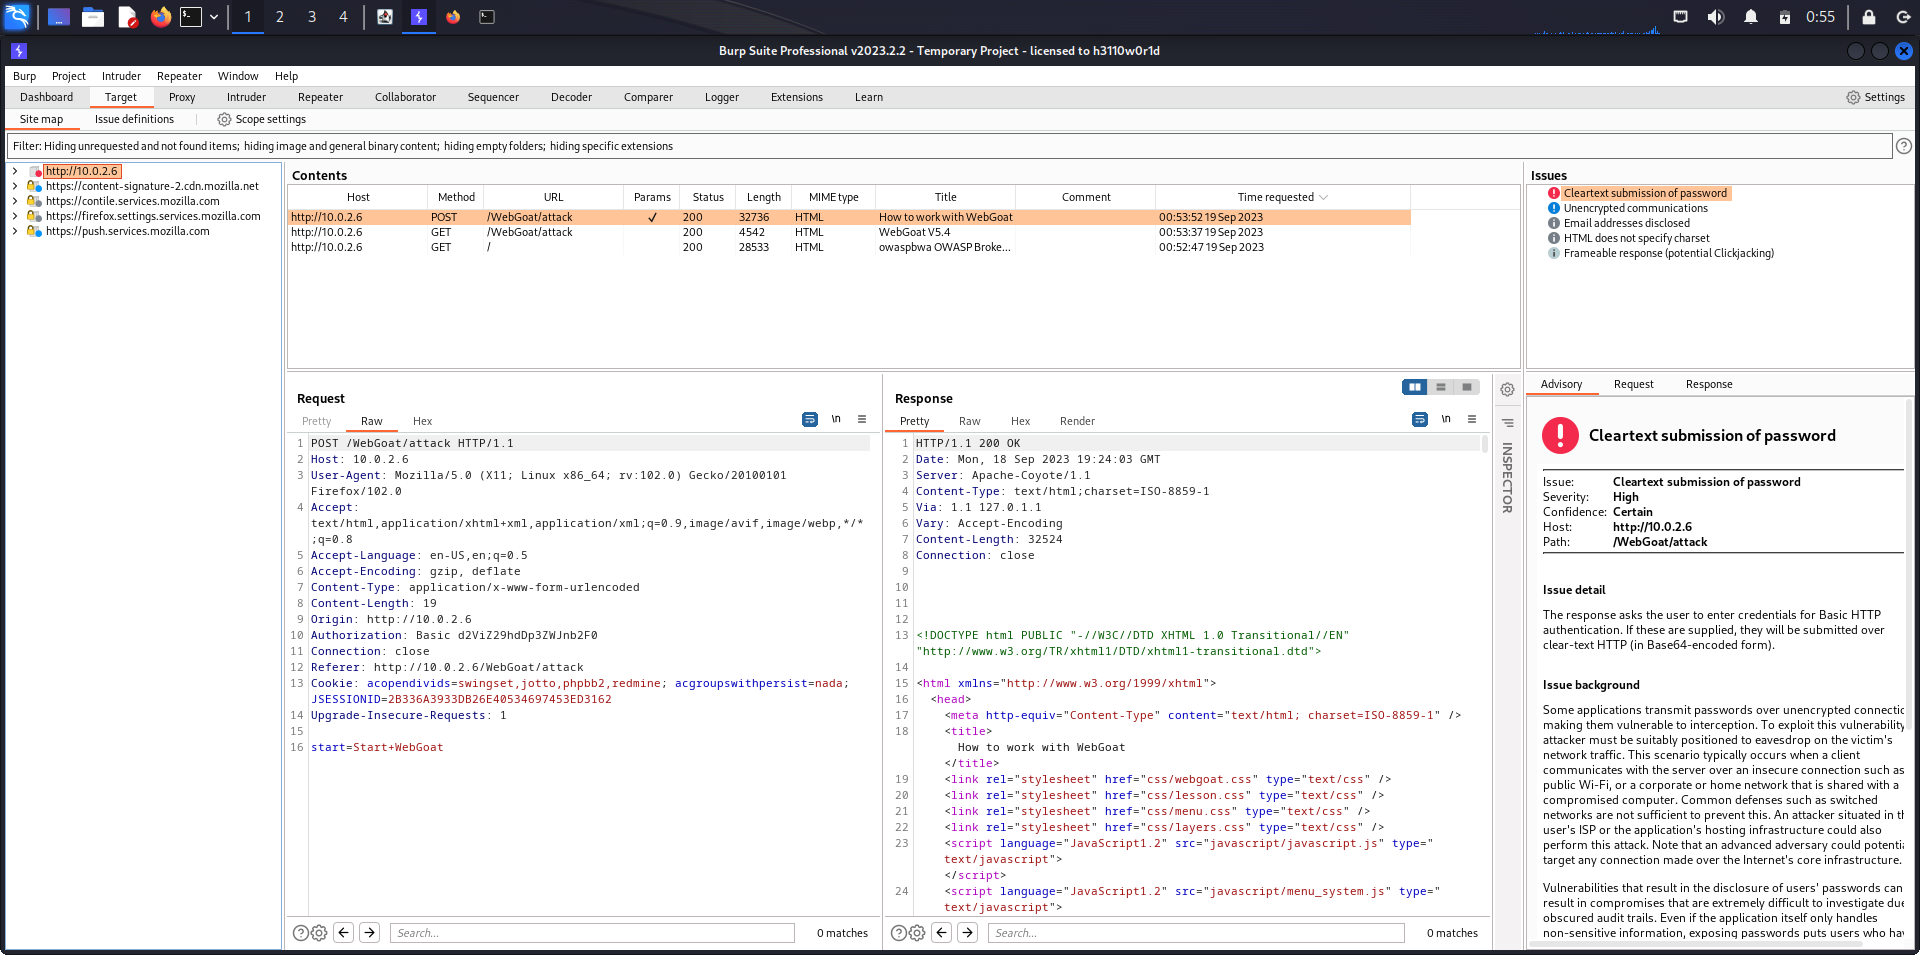 1 2 3 4 0:55
Burp Suite Professional v2023.2.2 - Temporary Project - licensed to h3110w0r1d
Burp Project Intruder Repeater Window Help
Dashboard Target Proxy Intruder Repeater Collaborator Sequencer Decoder Comparer Logger Extensions Learn Settings
Site map Issue definitions Scope settings
Filter: Hiding unrequested and not found items; hiding image and general binary content; hiding empty folders; hiding specific extensions
http://10.0.2.6
https://content-signature-2.cdn.mozilla.net
https://contile.services.mozilla.com
https://firefox.settings.services.mozilla.com
https://push.services.mozilla.com
Contents
Host Method URL Params Status Length MIME type Title Comment Time requested
http://10.0.2.6 POST /WebGoat/attack ✓ 200 32736 HTML How to work with WebGoat 00:53:52 19 Sep 2023
http://10.0.2.6 GET /WebGoat/attack 200 4542 HTML WebGoat V5.4 00:53:37 19 Sep 2023
http://10.0.2.6 GET / 200 28533 HTML owaspbwa OWASP Broke... 00:52:47 19 Sep 2023
Issues
Cleartext submission of password
Unencrypted communications
Email addresses disclosed
HTML does not specify charset
Frameable response (potential Clickjacking)
Request
Pretty Raw Hex \n
1 POST /WebGoat/attack HTTP/1.1
2 Host: 10.0.2.6
3 User-Agent: Mozilla/5.0 (X11; Linux x86_64; rv:102.0) Gecko/20100101
Firefox/102.0
4 Accept:
text/html,application/xhtml+xml,application/xml;q=0.9,image/avif,image/webp,*/*
;q=0.8
5 Accept-Language: en-US,en;q=0.5
6 Accept-Encoding: gzip, deflate
7 Content-Type: application/x-www-form-urlencoded
8 Content-Length: 19
9 Origin: http://10.0.2.6
10 Authorization: Basic d2ViZ29hdDp3ZWJnb2F0
11 Connection: close
12 Referer: http://10.0.2.6/WebGoat/attack
13 Cookie: acopendivids=swingset,jotto,phpbb2,redmine; acgroupswithpersist=nada;
JSESSIONID=2B336A3933DB26E40534697453ED3162
14 Upgrade-Insecure-Requests: 1
15
16 start=Start+WebGoat
Search... 0 matches
Response
Pretty Raw Hex Render \n
1 HTTP/1.1 200 OK
2 Date: Mon, 18 Sep 2023 19:24:03 GMT
3 Server: Apache-Coyote/1.1
4 Content-Type: text/html;charset=ISO-8859-1
5 Via: 1.1 127.0.1.1
6 Vary: Accept-Encoding
7 Content-Length: 32524
8 Connection: close
9
10
11
12
13 <!DOCTYPE html PUBLIC "-//W3C//DTD XHTML 1.0 Transitional//EN"
"http://www.w3.org/TR/xhtml1/DTD/xhtml1-transitional.dtd">
14
15 <html xmlns="http://www.w3.org/1999/xhtml">
16 <head>
17 <meta http-equiv="Content-Type" content="text/html; charset=ISO-8859-1" />
18 <title>
How to work with WebGoat
</title>
19 <link rel="stylesheet" href="css/webgoat.css" type="text/css" />
20 <link rel="stylesheet" href="css/lesson.css" type="text/css" />
21 <link rel="stylesheet" href="css/menu.css" type="text/css" />
22 <link rel="stylesheet" href="css/layers.css" type="text/css" />
23 <script language="JavaScript1.2" src="javascript/javascript.js" type="
text/javascript">
</script>
24 <script language="JavaScript1.2" src="javascript/menu_system.js" type="
text/javascript">
Search... 0 matches
INSPECTOR
Advisory Request Response
Cleartext submission of password
Issue: Cleartext submission of password
Severity: High
Confidence: Certain
Host: http://10.0.2.6
Path: /WebGoat/attack
Issue detail
The response asks the user to enter credentials for Basic HTTP
authentication. If these are supplied, they will be submitted over
clear-text HTTP (in Base64-encoded form).
Issue background
Some applications transmit passwords over unencrypted connectic
making them vulnerable to interception. To exploit this vulnerability
attacker must be suitably positioned to eavesdrop on the victim's
network traffic. This scenario typically occurs when a client
communicates with the server over an insecure connection such as
public Wi-Fi, or a corporate or home network that is shared with a
compromised computer. Common defenses such as switched
networks are not sufficient to prevent this. An attacker situated in th
user's ISP or the application's hosting infrastructure could also
perform this attack. Note that an advanced adversary could potentia
target any connection made over the Internet's core infrastructure.
Vulnerabilities that result in the disclosure of users' passwords can
result in compromises that are extremely difficult to investigate due
obscured audit trails. Even if the application itself only handles
non-sensitive information, exposing passwords puts users who hav